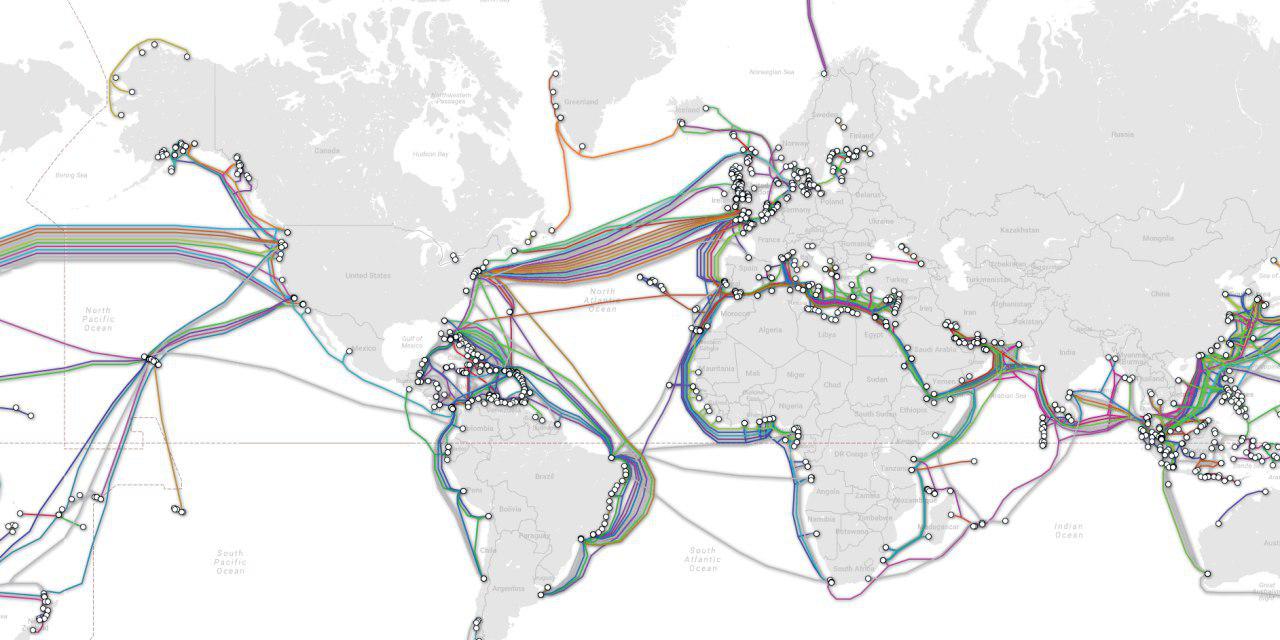 Norwegian Sea
Greenland
Iceland
Sweden
Finland
Norway
Russia
Northwestern
Passages
Canada
Hudson Bay
Bering Sea
Belarus
Poland
Germany
Ukraine
Kazakhstan
Mongolia
France
Romania
Spain
Uzbekistan
Turkmenistan
Turkey
United States
China
North
Pacific
Ocean
North
Atlantic
Ocean
Gulf of
Mexico
Mexico
Morocco
Algeria
Libya
Egypt
Iraq
Iran
Afghanistan
Pakistan
Saudi Arabia
India
Myanmar
(Burma)
Thailand
Mauritania
Mali
Niger
Chad
Sudan
Yemen
Arabian Sea
Nigeria
Ethiopia
South Sudan
Colombia
DR Congo
Tanzania
Brazil
Angola
Zambia
Mozambique
Bolivia
Zimbabwe
Namibia
Botswana
Madagascar
Paraguay
Chile
South
Pacific
Ocean
South
Atlantic
Ocean
Indian
Ocean
South Africa
Argentina